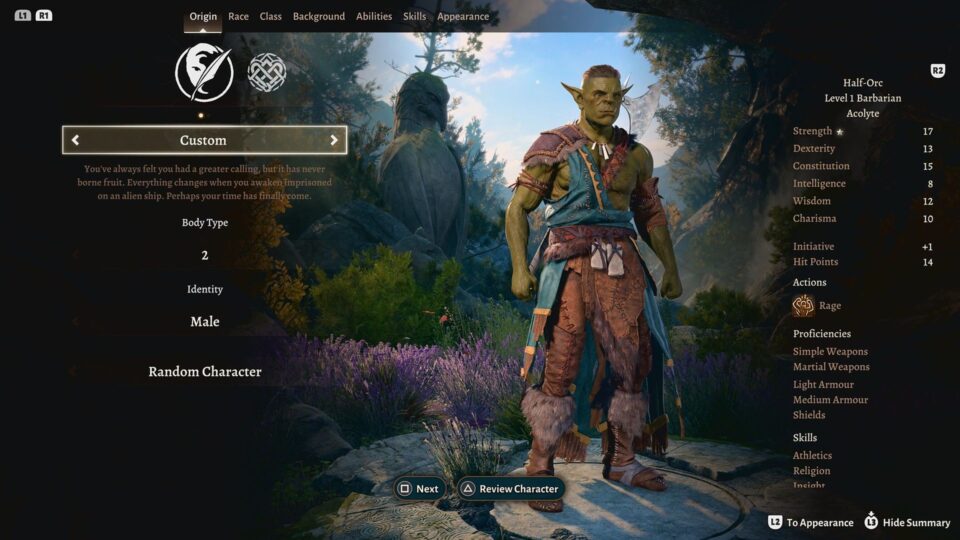 L1 R1
Origin Race Class Background Abilities Skills Appearance
R2
Custom
You've always felt you had a greater calling, but it has never
borne fruit. Everything changes when you awaken imprisoned
on an alien ship. Perhaps your time has finally come.
Body Type
2
Identity
Male
Random Character
Half-Orc
Level 1 Barbarian
Acolyte
Strength 17
Dexterity 13
Constitution 15
Intelligence 8
Wisdom 12
Charisma 10
Initiative +1
Hit Points 14
Actions
Rage
Proficiencies
Simple Weapons
Martial Weapons
Light Armour
Medium Armour
Shields
Skills
Athletics
Religion
Insight
Next Review Character
L2 To Appearance L3 Hide Summary